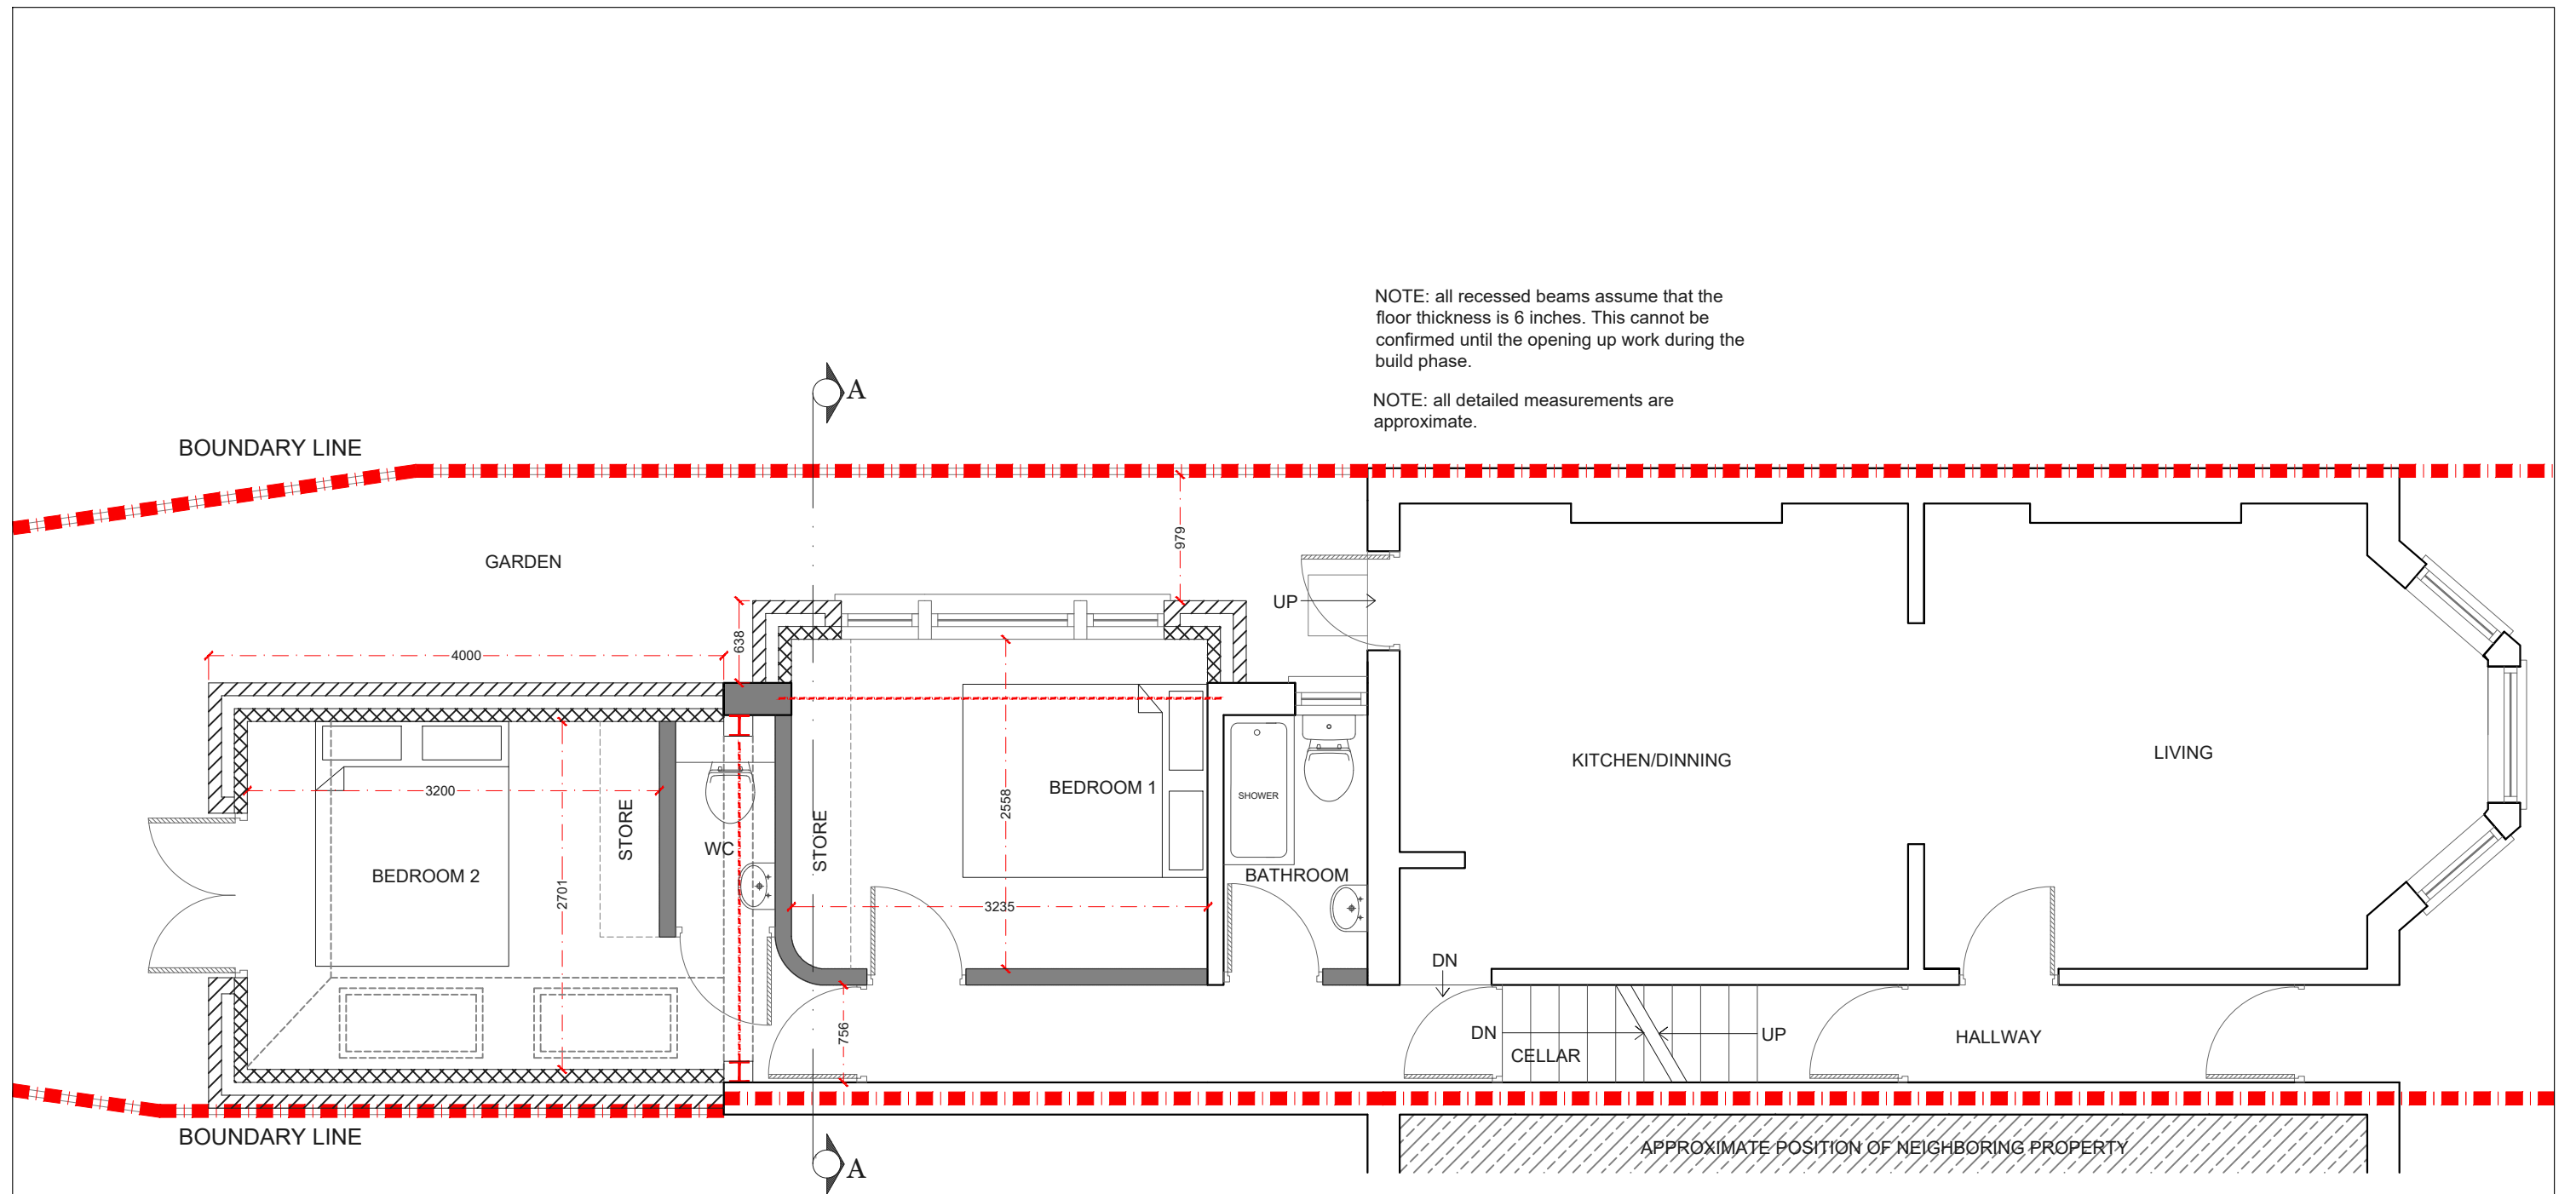 NOTE: all recessed beams assume that the
floor thickness is 6 inches. This cannot be
confirmed until the opening up work during the
build phase.
NOTE: all detailed measurements are
approximate.
A
BOUNDARY LINE
GARDEN
979
UP
638
4000
KITCHEN/DINNING
LIVING
3200
BEDROOM 1
SHOWER
2558
STORE
WC
STORE
BEDROOM 2
BATHROOM
2701
3235
DN
756
DN
UP
HALLWAY
CELLAR
BOUNDARY LINE
APPROXIMATE POSITION OF NEIGHBORING PROPERTY
A